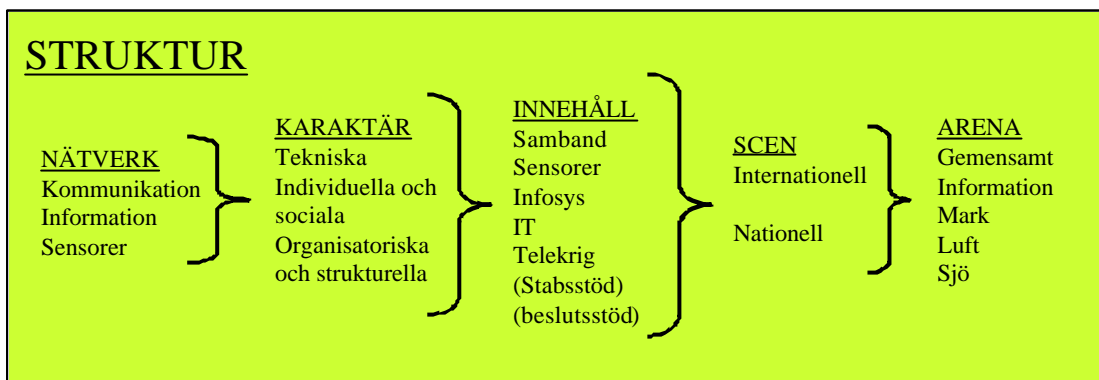 STRUKTUR
NÄTVERK
Kommunikation
Information
Sensorer
KARAKTÄR
Tekniska
Individuella och
sociala
Organisatoriska
och strukturella
INNEHÅLL
Samband
Sensorer
Infosys
IT
Telekrig
(Stabsstöd)
(beslutsstöd)
SCEN
Internationell
Nationell
ARENA
Gemensamt
Information
Mark
Luft
Sjö